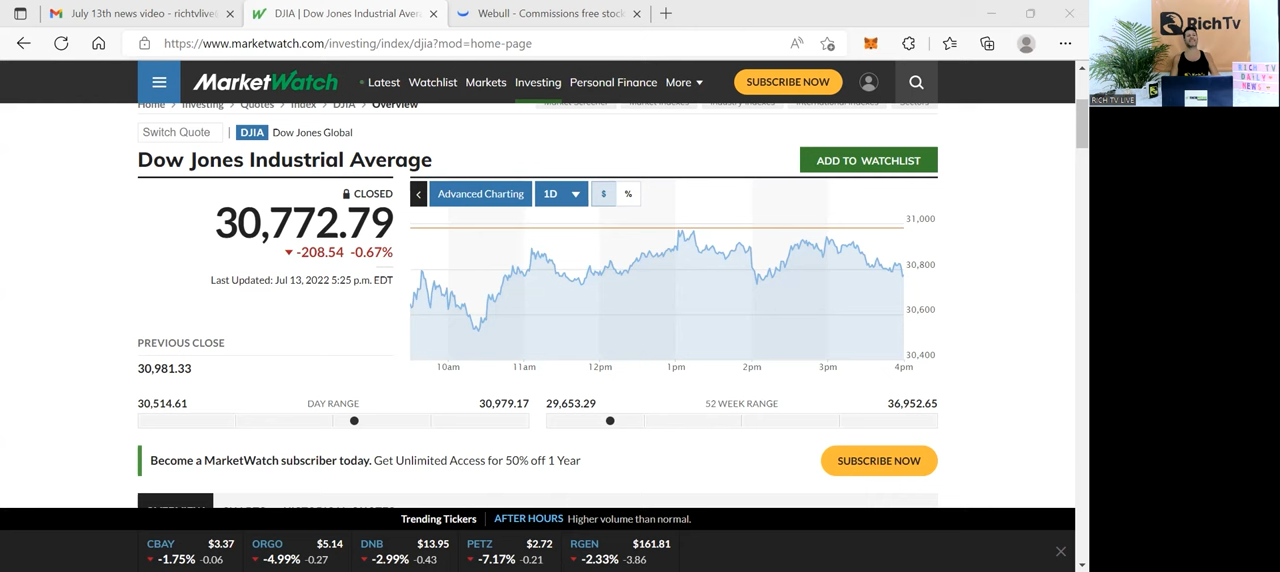 July 13th news video - richtvlive
DJIA | Dow Jones Industrial Avera
Webull - Commissions free stock
https://www.marketwatch.com/investing/index/djia?mod=home-page
MarketWatch
Latest Watchlist Markets Investing Personal Finance More
SUBSCRIBE NOW
Home Investing Quotes Index DJIA Overview
Switch Quote | DJIA Dow Jones Global
Dow Jones Industrial Average
ADD TO WATCHLIST
CLOSED
30,772.79
-208.54 -0.67%
Last Updated: Jul 13, 2022 5:25 p.m. EDT
PREVIOUS CLOSE
30,981.33
Advanced Charting 1D $ %
31,000
30,800
30,600
30,400
10am 11am 12pm 1pm 2pm 3pm 4pm
30,514.61 DAY RANGE 30,979.17
29,653.29 52 WEEK RANGE 36,952.65
Become a MarketWatch subscriber today. Get Unlimited Access for 50% off 1 Year
SUBSCRIBE NOW
Trending Tickers | AFTER HOURS Higher volume than normal.
CBAY $3.37
-1.75% -0.06
ORGO $5.14
-4.99% -0.27
DNB $13.95
-2.99% -0.43
PETZ $2.72
-7.17% -0.21
RGEN $161.81
-2.33% -3.86
RichTv
RICH TV
DAILY
NEWS
RICH TV LIVE